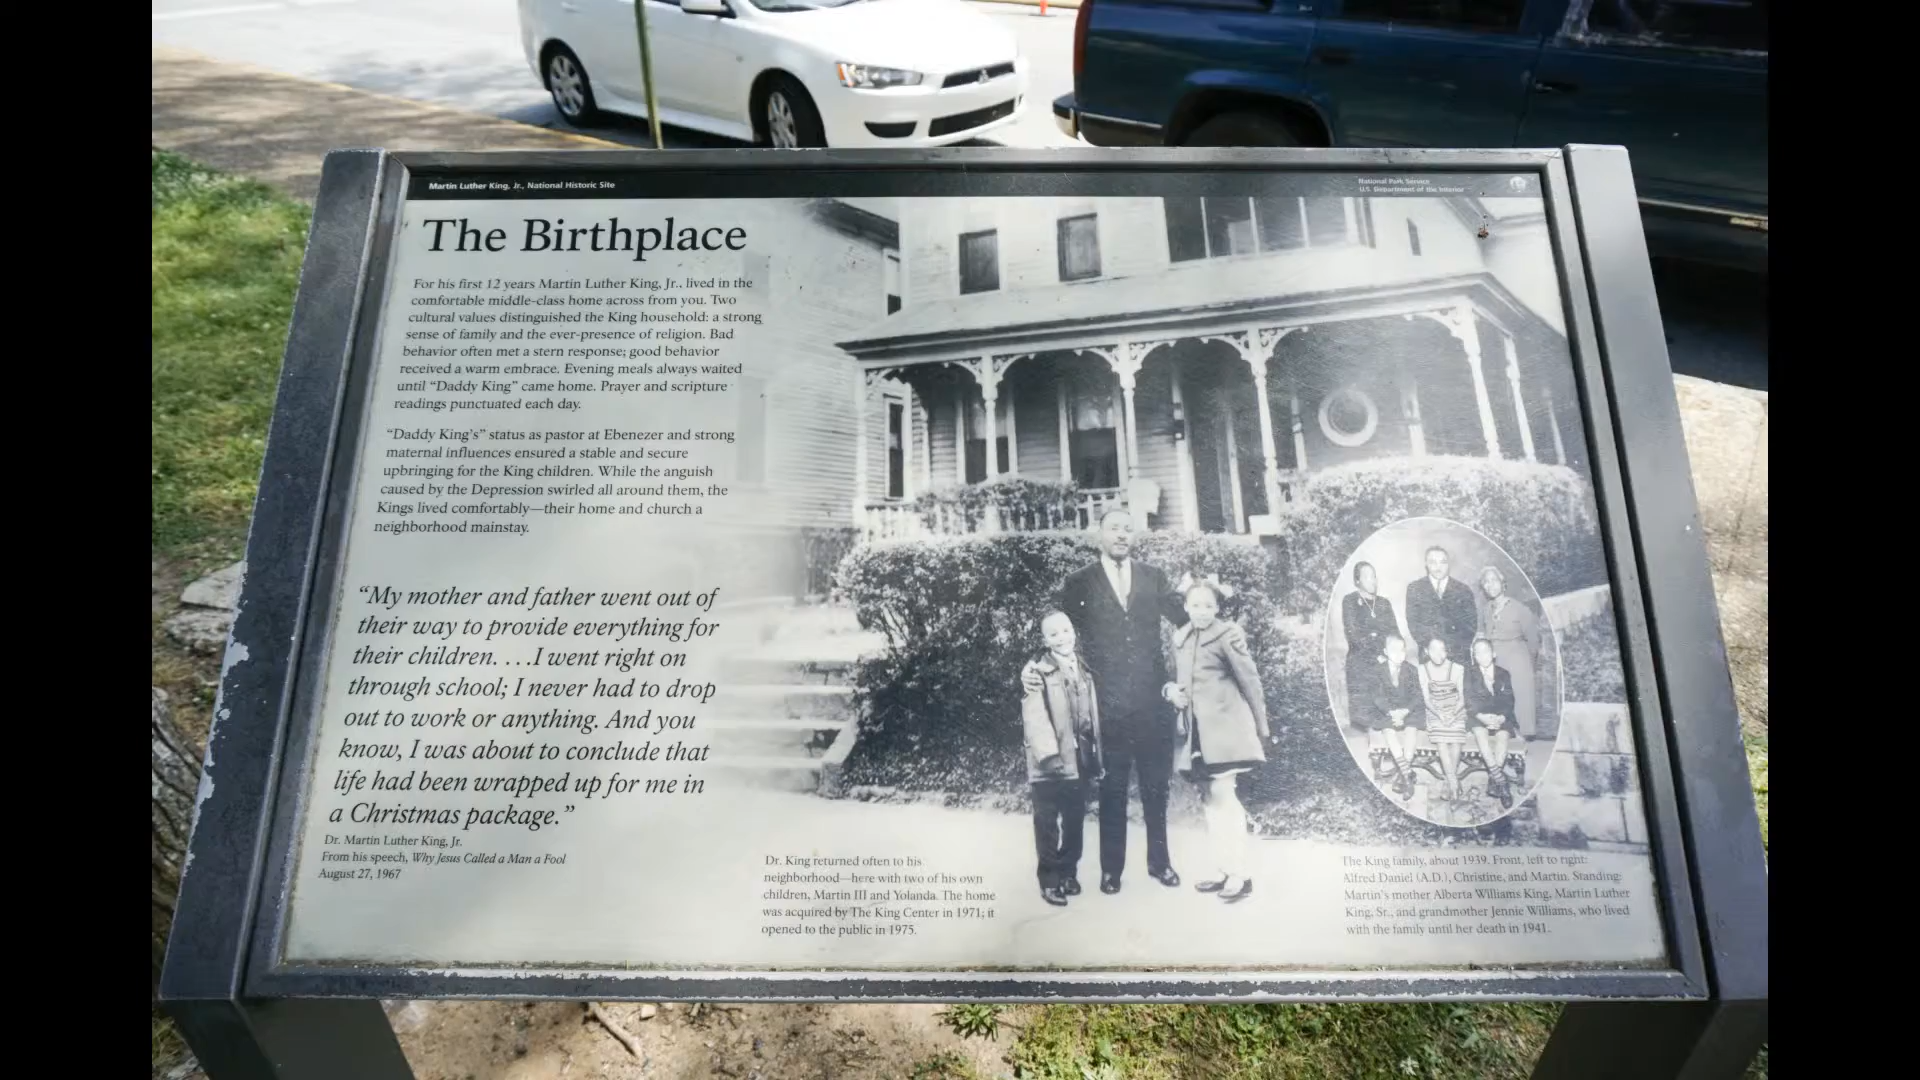 Martin Luther King, Jr., National Historic Site
National Park Service
U.S. Department of the Interior
The Birthplace
For his first 12 years Martin Luther King, Jr., lived in the
comfortable middle-class home across from you. Two
cultural values distinguished the King household: a strong
sense of family and the ever-presence of religion. Bad
behavior often met a stern response; good behavior
received a warm embrace. Evening meals always waited
until “Daddy King” came home. Prayer and scripture
readings punctuated each day.
“Daddy King’s” status as pastor at Ebenezer and strong
maternal influences ensured a stable and secure
upbringing for the King children. While the anguish
caused by the Depression swirled all around them, the
Kings lived comfortably—their home and church a
neighborhood mainstay.
“My mother and father went out of
their way to provide everything for
their children. . . .I went right on
through school; I never had to drop
out to work or anything. And you
know, I was about to conclude that
life had been wrapped up for me in
a Christmas package.”
Dr. Martin Luther King, Jr.
From his speech, Why Jesus Called a Man a Fool
August 27, 1967
Dr. King returned often to his
neighborhood—here with two of his own
children, Martin III and Yolanda. The home
was acquired by The King Center in 1971; it
opened to the public in 1975.
The King family, about 1939. Front, left to right:
Alfred Daniel (A.D.), Christine, and Martin. Standing:
Martin’s mother Alberta Williams King, Martin Luther
King, Sr., and grandmother Jennie Williams, who lived
with the family until her death in 1941.